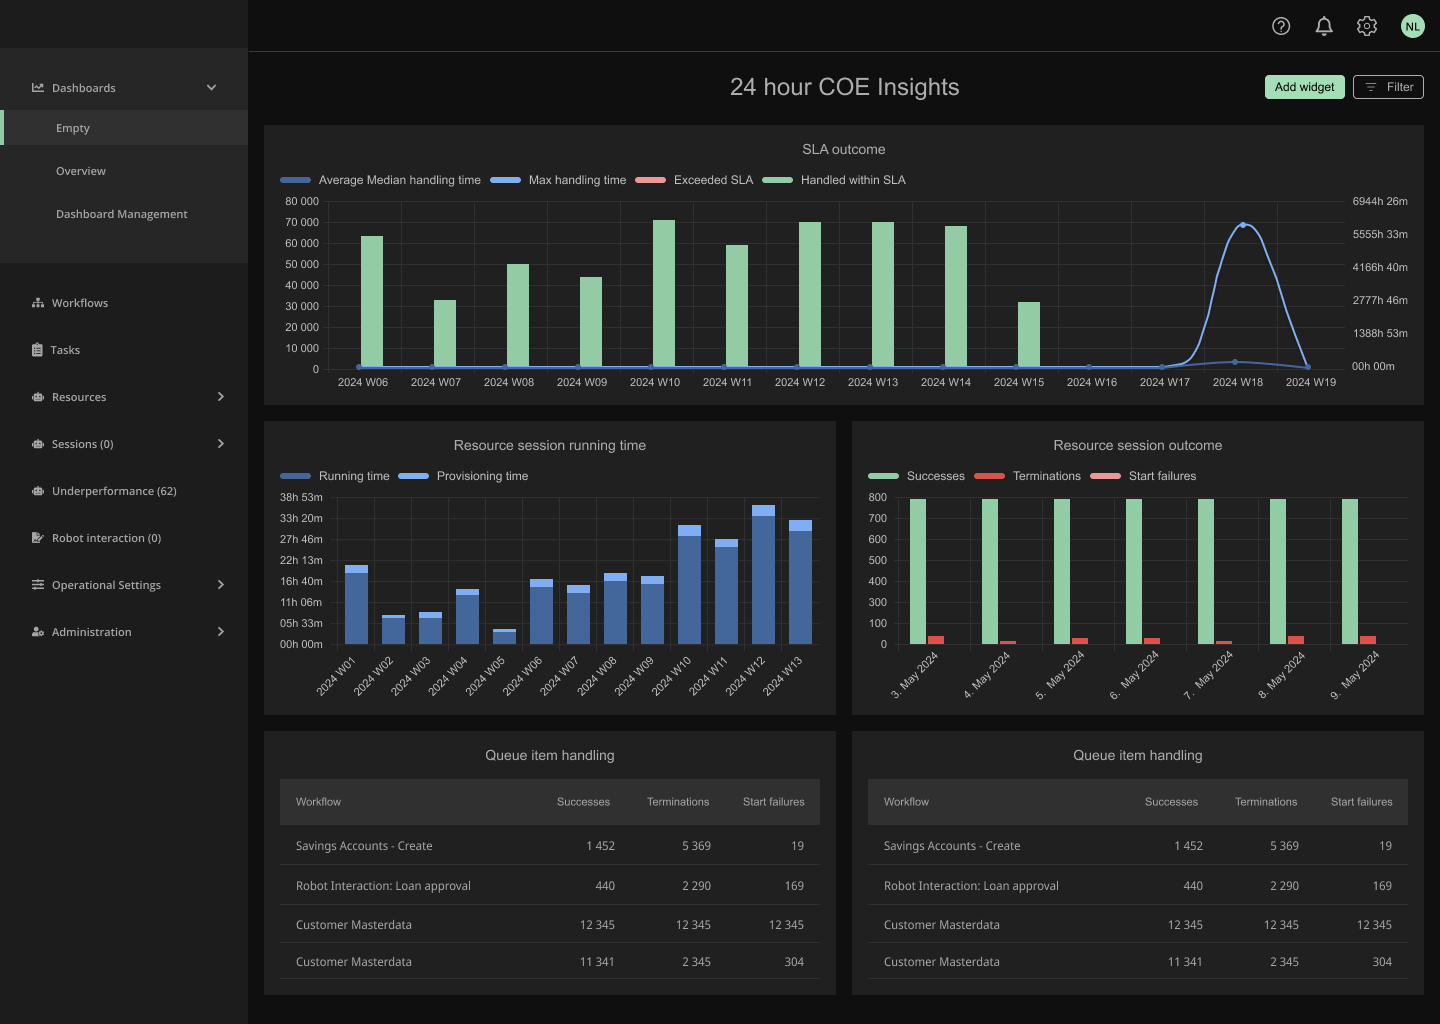 NL
Dashboards
Empty
Overview
Dashboard Management
Workflows
Tasks
Resources
Sessions (0)
Underperformance (62)
Robot interaction (0)
Operational Settings
Administration
24 hour COE Insights
Add widget
Filter
SLA outcome
Average Median handling time Max handling time Exceeded SLA Handled within SLA
80 000
70 000
60 000
50 000
40 000
30 000
20 000
10 000
0
6944h 26m
5555h 33m
4166h 40m
2777h 46m
1388h 53m
00h 00m
2024 W06 2024 W07 2024 W08 2024 W09 2024 W10 2024 W11 2024 W12 2024 W13 2024 W14 2024 W15 2024 W16 2024 W17 2024 W18 2024 W19
Resource session running time
Running time Provisioning time
38h 53m
33h 20m
27h 46m
22h 13m
16h 40m
11h 06m
05h 33m
00h 00m
2024 W01 2024 W02 2024 W03 2024 W04 2024 W05 2024 W06 2024 W07 2024 W08 2024 W09 2024 W10 2024 W11 2024 W12 2024 W13
Resource session outcome
Successes Terminations Start failures
800
700
600
500
400
300
100
0
3. May 2024 4. May 2024 5. May 2024 6. May 2024 7. May 2024 8. May 2024 9. May 2024
Queue item handling
Workflow Successes Terminations Start failures
Savings Accounts - Create 1 452 5 369 19
Robot Interaction: Loan approval 440 2 290 169
Customer Masterdata 12 345 12 345 12 345
Customer Masterdata 11 341 2 345 304
Queue item handling
Workflow Successes Terminations Start failures
Savings Accounts - Create 1 452 5 369 19
Robot Interaction: Loan approval 440 2 290 169
Customer Masterdata 12 345 12 345 12 345
Customer Masterdata 11 341 2 345 304